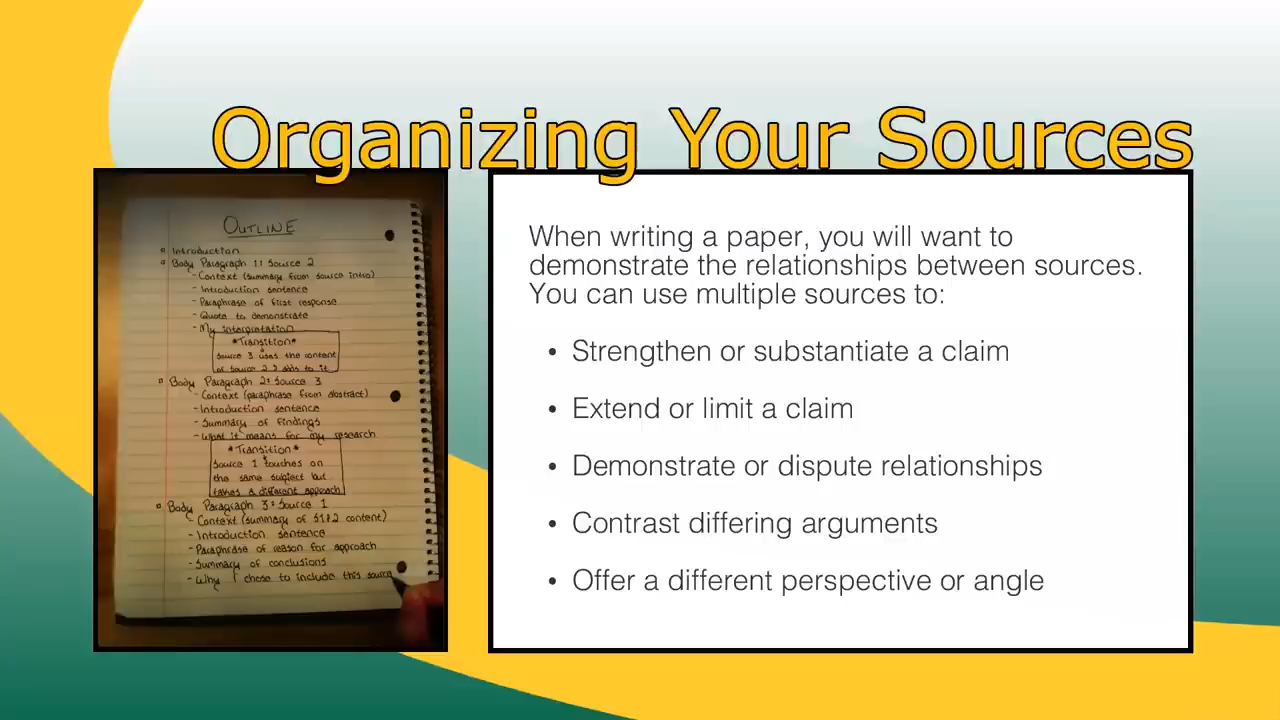 Organizing Your Sources
OUTLINE
Introduction
Body Paragraph 1: Source 2
- Context (summary from source intro)
- Introduction sentence
- Paraphrase of first response
- Quote to demonstrate
- My interpretation
*Transition*
Source 3 uses the content
of Source 2 & adds to it
Body Paragraph 2: Source 3
- Context (paraphrase from abstract)
- Introduction sentence
- Summary of findings
- What it means for my research
*Transition*
Source 1 touches on
the same subject but
takes a different approach
Body Paragraph 3: Source 1
- Context (summary of S1&2 content)
- Introduction sentence
- Paraphrase of reason for approach
- Summary of conclusions
- Why I chose to include this source
When writing a paper, you will want to
demonstrate the relationships between sources.
You can use multiple sources to:
• Strengthen or substantiate a claim
• Extend or limit a claim
• Demonstrate or dispute relationships
• Contrast differing arguments
• Offer a different perspective or angle